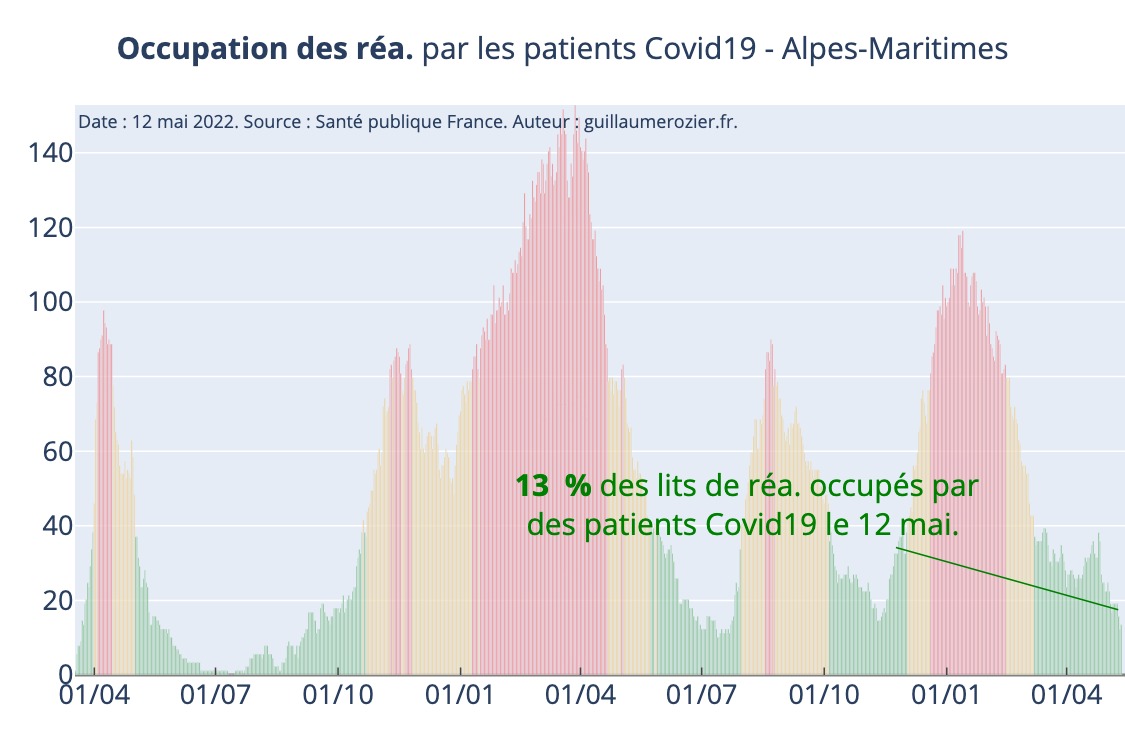 Occupation des réa. par les patients Covid19 - Alpes-Maritimes
Date : 12 mai 2022. Source : Santé publique France. Auteur : guillaumerozier.fr.
140
120
100
80
60
13 % des lits de réa. occupés par
des patients Covid19 le 12 mai.
40
20
0
01/04 01/07 01/10 01/01 01/04 01/07 01/10 01/01 01/04